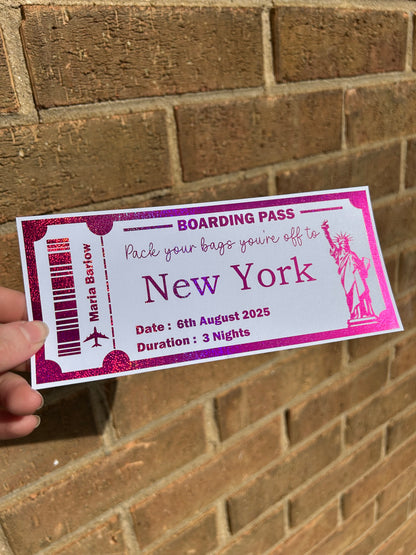 BOARDING PASS
Pack your bags you're off to
New York
Date : 6th August 2025
Duration : 3 Nights
Maria Barlow